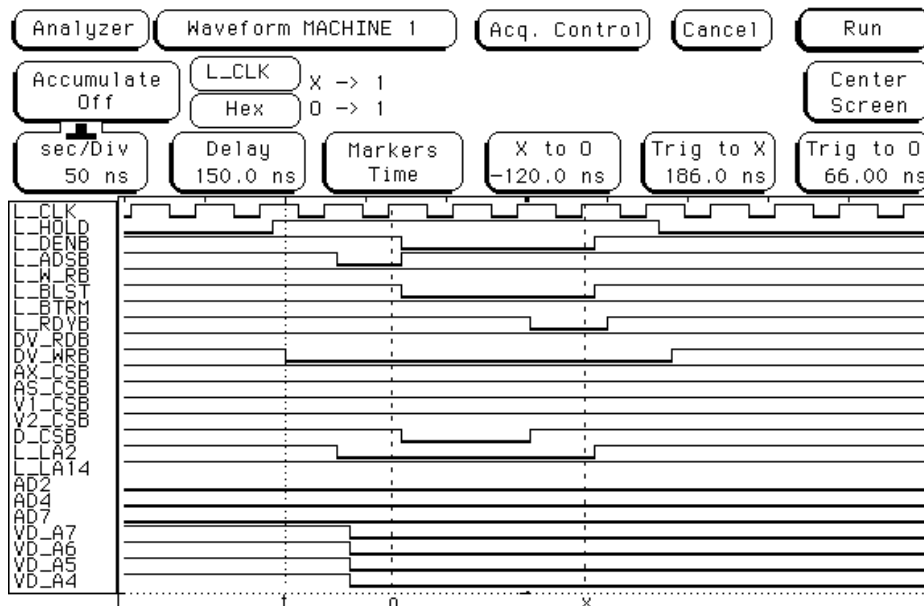 Analyzer Waveform MACHINE 1 Acq. Control Cancel Run
Accumulate Off
L_CLK X -> 1
Hex O -> 1
Center Screen
sec/Div 50 ns
Delay 150.0 ns
Markers Time
X to O -120.0 ns
Trig to X 186.0 ns
Trig to O 66.00 ns
L_CLK
L_HOLD
L_DENB
L_ADSB
L_W_RB
L_BLST
L_BTRM
L_RDYB
DV_RDB
DV_WRB
AX_CSB
AS_CSB
V1_CSB
V2_CSB
D_CSB
L_LA2
L_LA14
AD2
AD4
AD7
VD_A7
VD_A6
VD_A5
VD_A4
t o x